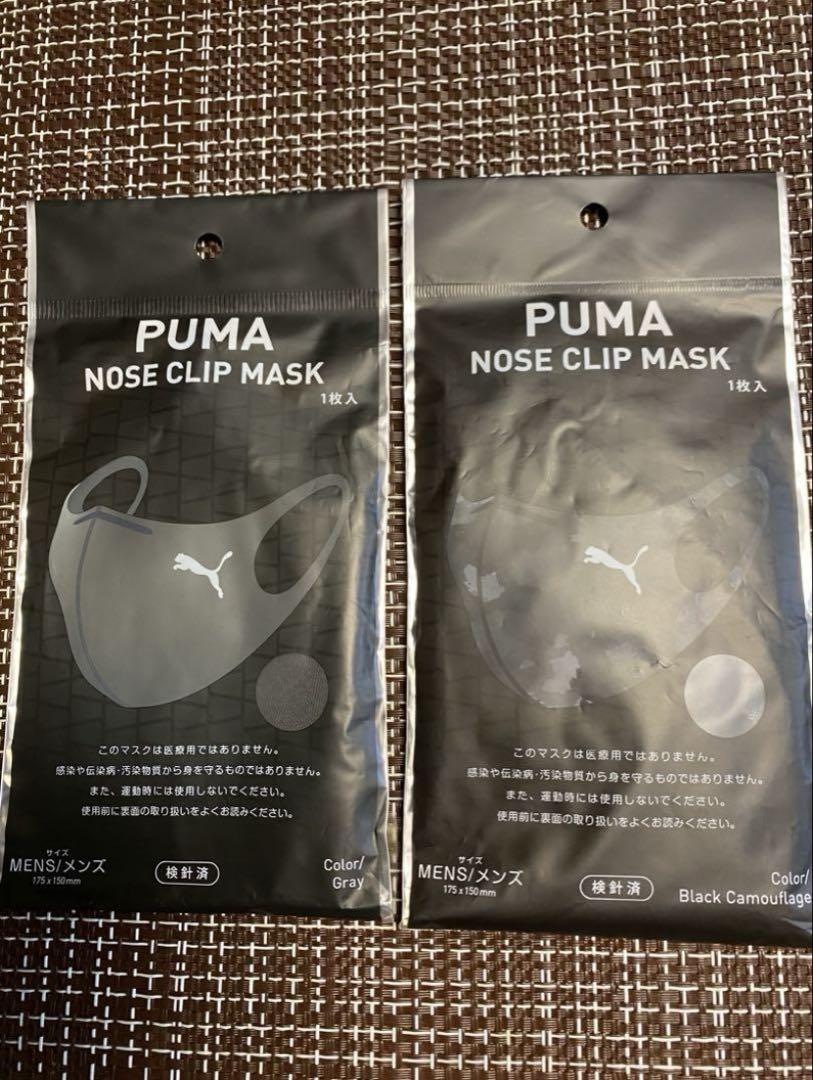 PUMA
NOSE CLIP MASK
1枚入
このマスクは医療用ではありません。
感染や伝染病・汚染物質から身を守るものではありません。
また、運動時には使用しないでください。
使用前に裏面の取り扱いをよくお読みください。
サイズ
MENS/メンズ
175 x 150 mm
検針済
Color/
Gray
PUMA
NOSE CLIP MASK
1枚入
このマスクは医療用ではありません。
感染や伝染病・汚染物質から身を守るものではありません。
また、運動時には使用しないでください。
使用前に裏面の取り扱いをよくお読みください。
サイズ
MENS/メンズ
175 x 150 mm
検針済
Color/
Black Camouflage